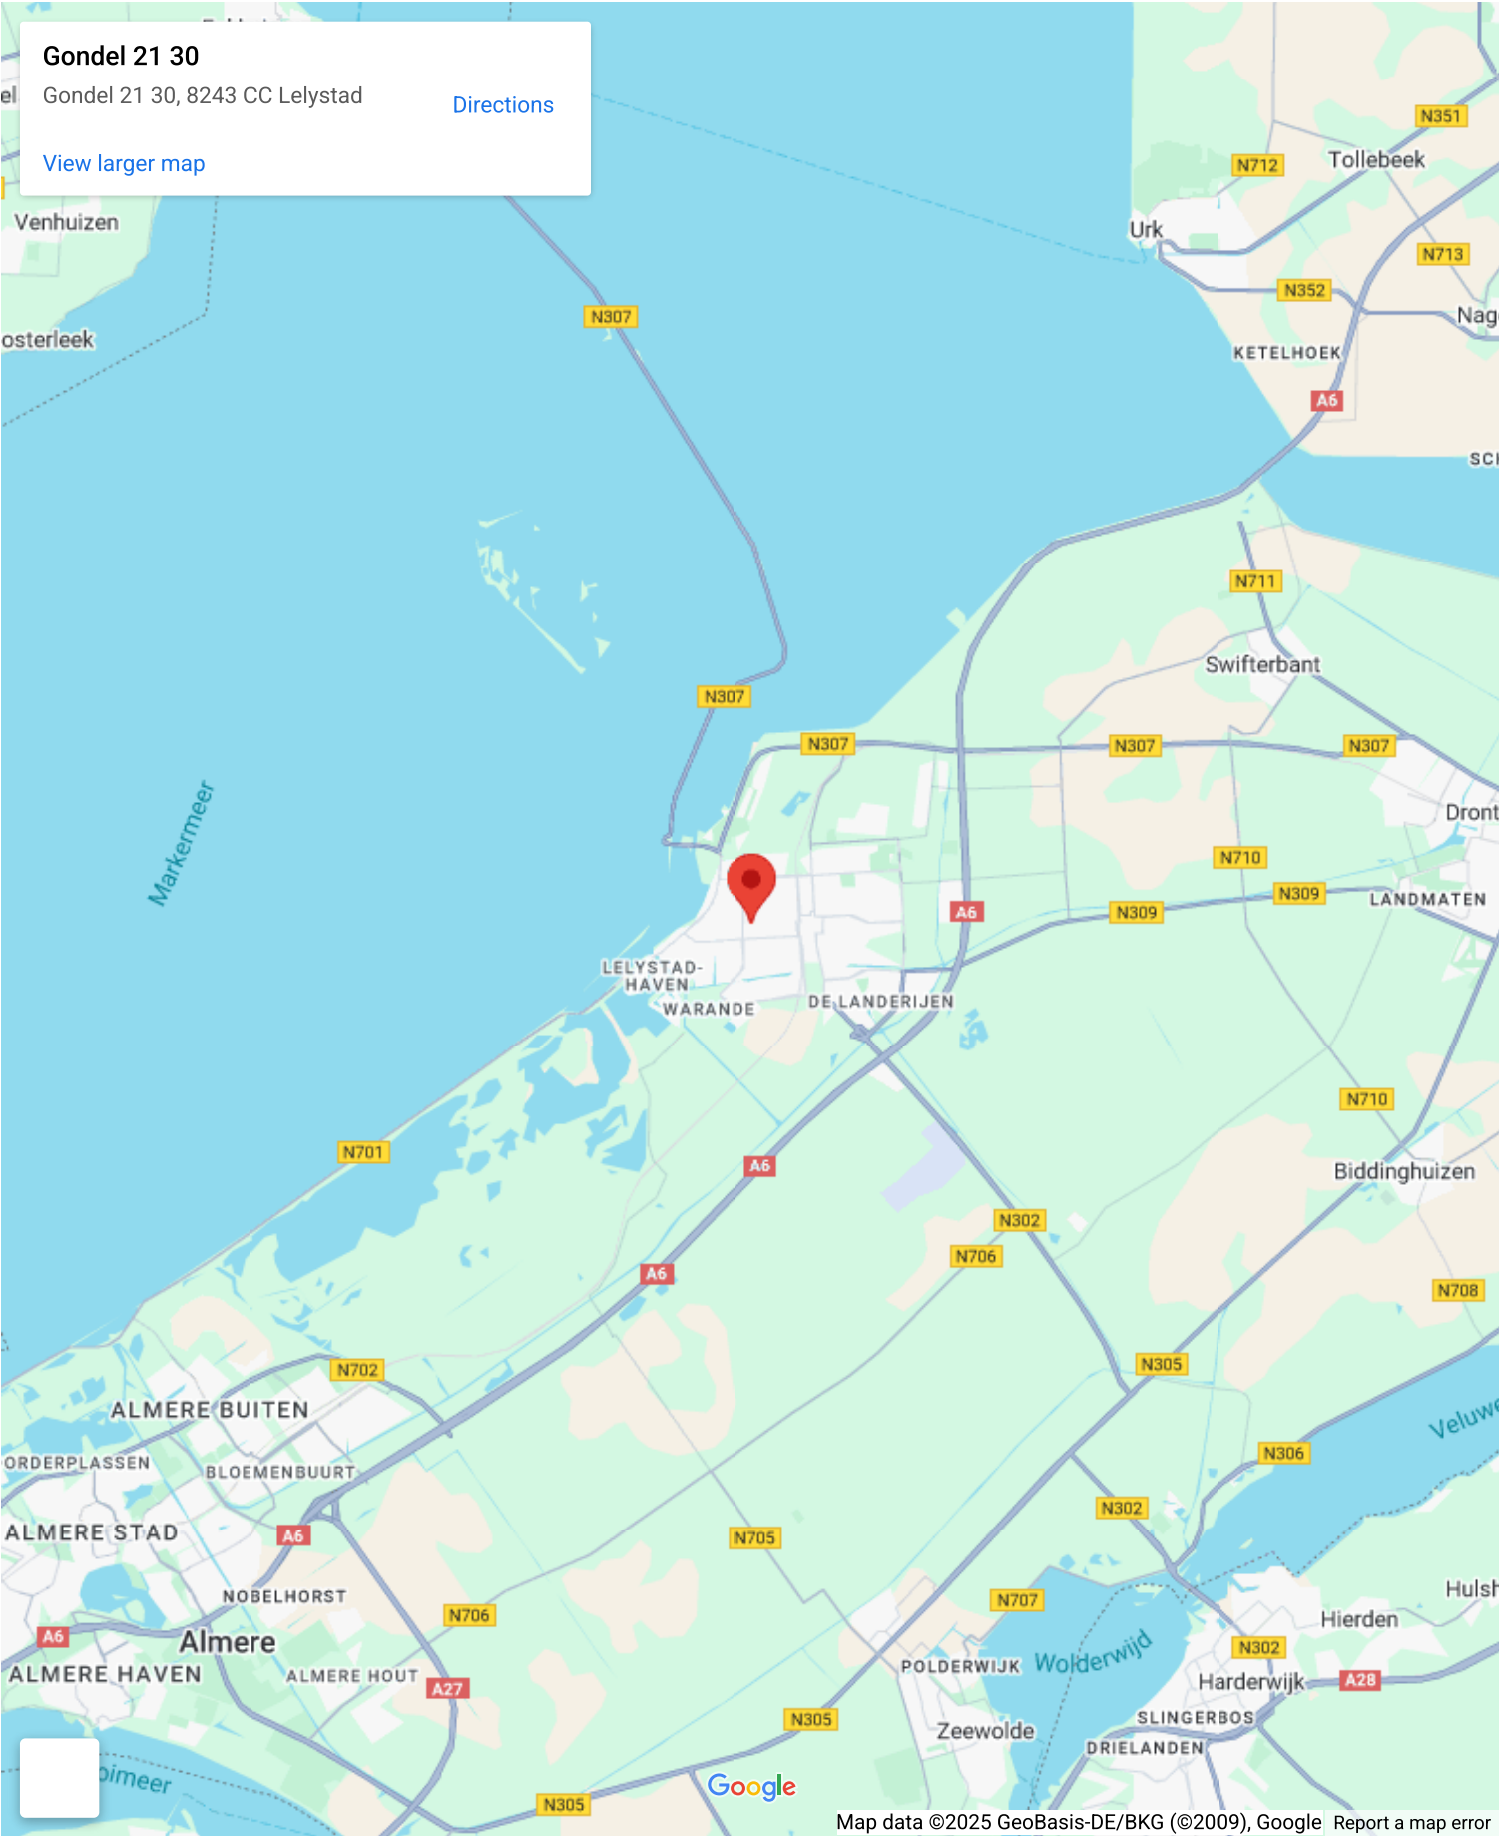 Gondel 21 30
Gondel 21 30, 8243 CC Lelystad
Directions
View larger map
N351
Tollebeek
N712
Venhuizen
Urk
N713
N352
N307
Nag
osterleek
KETELHOEK
A6
SCH
N711
Swifterbant
N307
N307
N307
N307
Markermeer
Dront
N710
N309
LANDMATEN
A6
N309
LELYSTAD-
HAVEN
WARANDE
DE LANDERIJEN
N710
N701
A6
Biddinghuizen
N302
N706
A6
N708
N305
N702
ALMERE BUITEN
Veluwe
N306
ORDERPLASSEN
BLOEMENBUURT
N302
ALMERE STAD
A6
N705
NOBELHORST
Hulsh
N707
N706
Hierden
A6
Almere
N302
Wolderwijd
POLDERWIJK
ALMERE HAVEN
ALMERE HOUT
Harderwijk
A28
A27
SLINGERBOS
N305
Zeewolde
DRIELANDEN
oimeer
Google
N305
Map data ©2025 GeoBasis-DE/BKG (©2009), Google
Report a map error